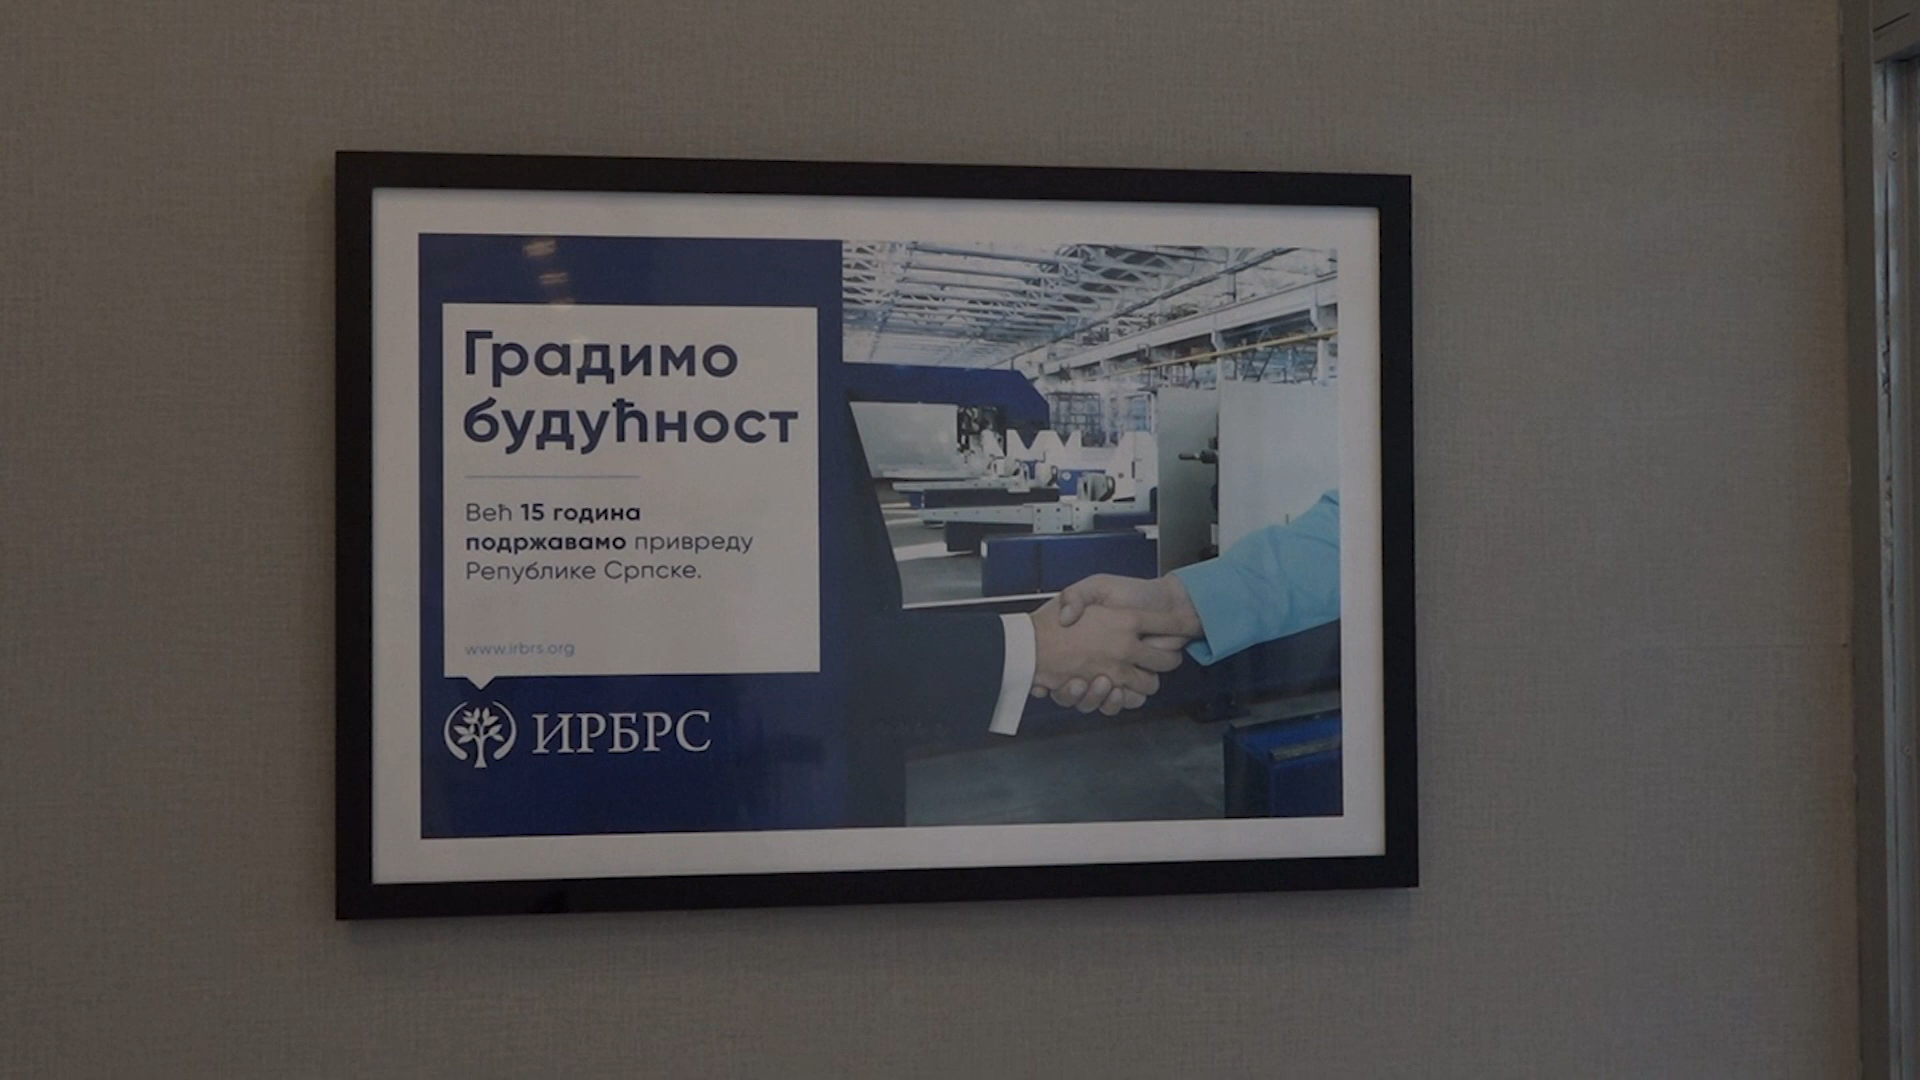 Градимо
будућност
Већ 15 година
подржавамо привреду
Републике Српске.
www.irbrs.org
ИРБРС